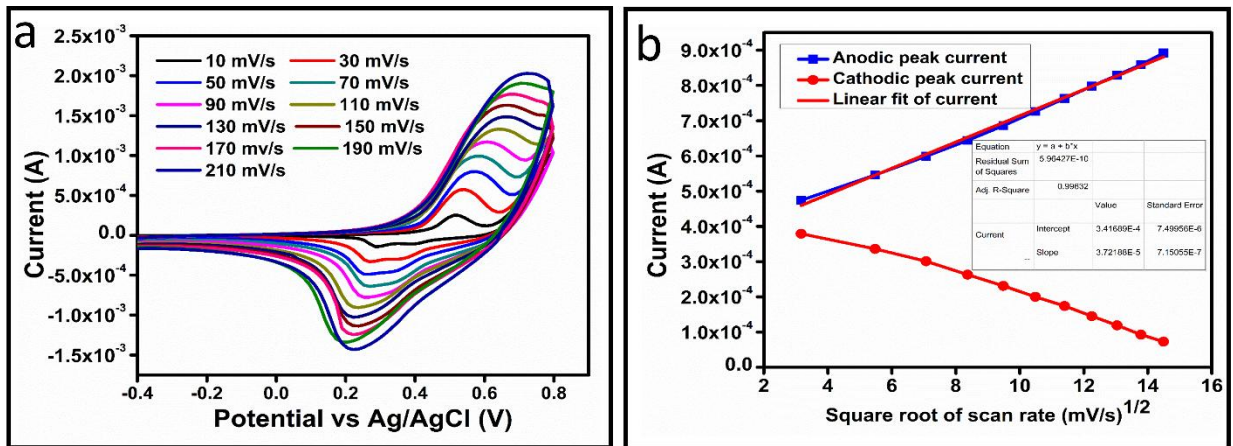 a
2.5x10⁻³
2.0x10⁻³
1.5x10⁻³
1.0x10⁻³
5.0x10⁻⁴
0.0
-5.0x10⁻⁴
-1.0x10⁻³
-1.5x10⁻³
Current (A)
10 mV/s 30 mV/s
50 mV/s 70 mV/s
90 mV/s 110 mV/s
130 mV/s 150 mV/s
170 mv/s 190 mV/s
210 mV/s
-0.4 -0.2 0.0 0.2 0.4 0.6 0.8
Potential vs Ag/AgCl (V)
b
9.0x10⁻⁴
8.0x10⁻⁴
7.0x10⁻⁴
6.0x10⁻⁴
5.0x10⁻⁴
4.0x10⁻⁴
3.0x10⁻⁴
2.0x10⁻⁴
1.0x10⁻⁴
0.0
Current (A)
Anodic peak current
Cathodic peak current
Linear fit of current
Equation y = a + b*x
Residual Sum of Squares 5.96427E-10
Adj. R-Square 0.99632
Value Standard Error
Current Intercept 3.41689E-4 7.49956E-6
Slope 3.72186E-5 7.15055E-7
2 4 6 8 10 12 14 16
Square root of scan rate (mV/s)¹ᐟ²